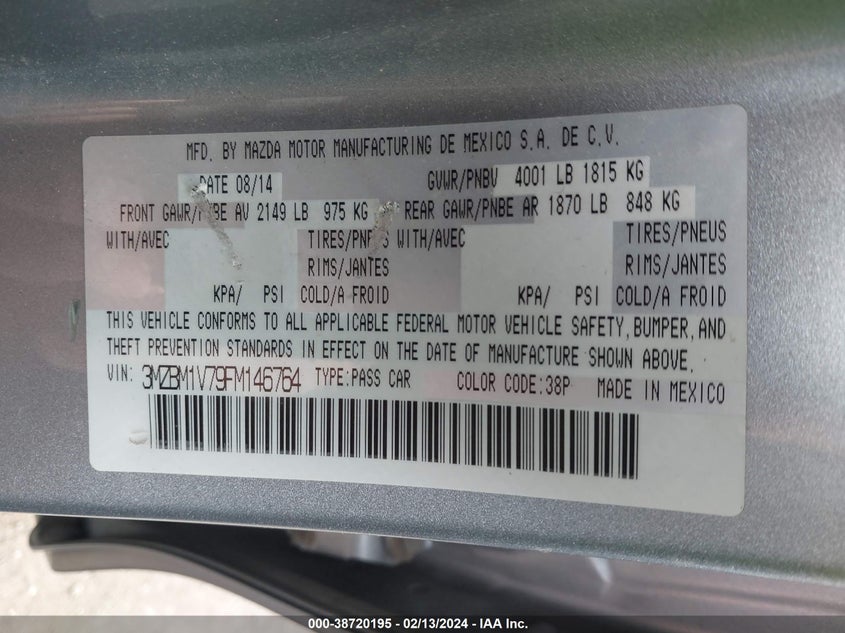 MFD. BY MAZDA MOTOR MANUFACTURING DE MEXICO S.A. DE C.V.
DATE 08/14 GVWR/PNBV 4001 LB 1815 KG
FRONT GAWR/PNBE AV 2149 LB 975 KG REAR GAWR/PNBE AR 1870 LB 848 KG
WITH/AVEC TIRES/PNEUS WITH/AVEC TIRES/PNEUS
RIMS/JANTES RIMS/JANTES
KPA/ PSI COLD/A FROID KPA/ PSI COLD/A FROID
THIS VEHICLE CONFORMS TO ALL APPLICABLE FEDERAL MOTOR VEHICLE SAFETY, BUMPER, AND
THEFT PREVENTION STANDARDS IN EFFECT ON THE DATE OF MANUFACTURE SHOWN ABOVE.
VIN: 3MZBM1V79FM146764 TYPE:PASS CAR COLOR CODE:38P MADE IN MEXICO
000-38720195 - 02/13/2024 - IAA Inc.